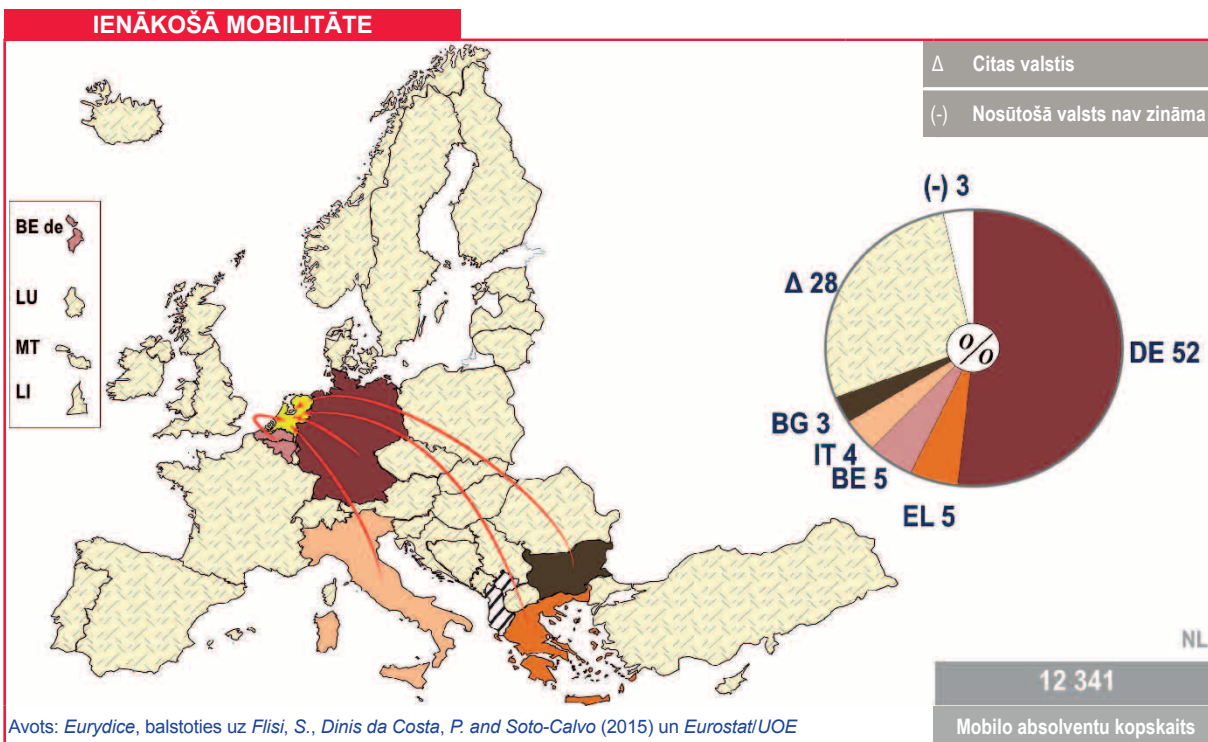 IENĀKOŠĀ MOBILITĀTE
Δ Citas valstis
(-) Nosūtošā valsts nav zināma
BE de
LU
MT
LI
(-) 3
Δ 28
%
DE 52
BG 3
IT 4
BE 5
EL 5
NL
12 341
Mobilo absolventu kopskaits
Avots: Eurydice, balstoties uz Flisi, S., Dinis da Costa, P. and Soto-Calvo (2015) un Eurostat/UOE